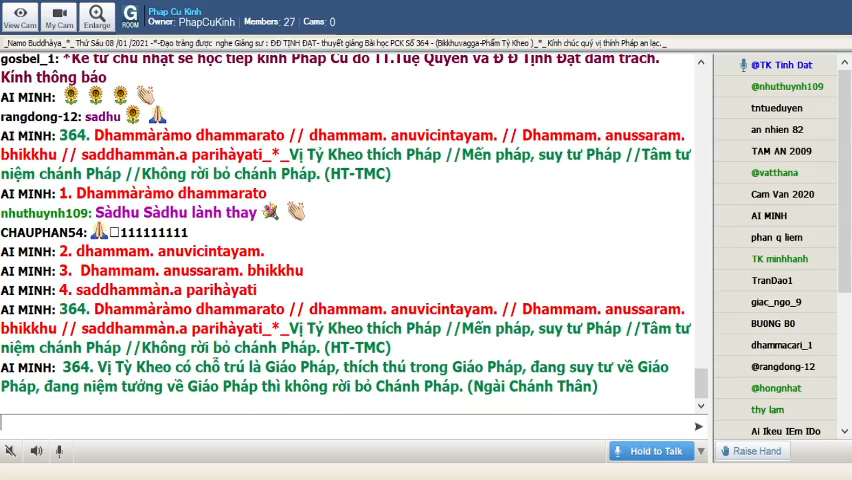 View Cam
My Cam
Enlarge
G
ROOM
Phap Cu Kinh
Owner: PhapCuKinh   Members: 27   Cams: 0
_Namo Buddhàya_*_ Thứ Sáu 08 /01 /2021 -*-Đạo tràng được nghe Giảng sư : ĐĐ TỊNH ĐẠT- thuyết giảng Bài học PCK Số 364 - (Bikkhuvagga-Phẩm Tỳ Kheo )_*_ Kính chúc quý vị thính Pháp an lạc._
gosbel_1: *Kể từ chủ nhật sẽ học tiếp kinh Pháp Cú do TT.Tuệ Quyền và Đ Đ Tịnh Đạt đảm trách.
Kính thông báo
AI MINH: 🌻 🌻 🌻 👏
rangdong-12: sadhu 🌻 🙏
AI MINH: 364. Dhammàràmo dhammarato // dhammam. anuvicintayam. // Dhammam. anussaram.
bhikkhu // saddhammàn.a parihàyati_*_Vị Tỷ Kheo thích Pháp //Mến pháp, suy tư Pháp //Tâm tư
niệm chánh Pháp //Không rời bỏ chánh Pháp. (HT-TMC)
AI MINH: 1. Dhammàràmo dhammarato
nhuthuynh109: Sàdhu Sàdhu lành thay 💐 👏
CHAUPHAN54: 🙏□111111111
AI MINH: 2. dhammam. anuvicintayam.
AI MINH: 3. Dhammam. anussaram. bhikkhu
AI MINH: 4. saddhammàn.a parihàyati
AI MINH: 364. Dhammàràmo dhammarato // dhammam. anuvicintayam. // Dhammam. anussaram.
bhikkhu // saddhammàn.a parihàyati_*_Vị Tỷ Kheo thích Pháp //Mến pháp, suy tư Pháp //Tâm tư
niệm chánh Pháp //Không rời bỏ chánh Pháp. (HT-TMC)
AI MINH: 364. Vị Tỳ Kheo có chỗ trú là Giáo Pháp, thích thú trong Giáo Pháp, đang suy tư về Giáo
Pháp, đang niệm tưởng về Giáo Pháp thì không rời bỏ Chánh Pháp. (Ngài Chánh Thân)
Hold to Talk
@TK Tinh Dat
@nhuthuynh109
tntueduyen
an nhien 82
TAM AN 2009
@vatthana
Cam Van 2020
AI MINH
phan q liem
TK minhhanh
TranDao1
giac_ngo_9
BU0NG B0
dhammacari_1
@rangdong-12
@hongnhat
thy lam
Ai Ikeu IEm IDo
Raise Hand